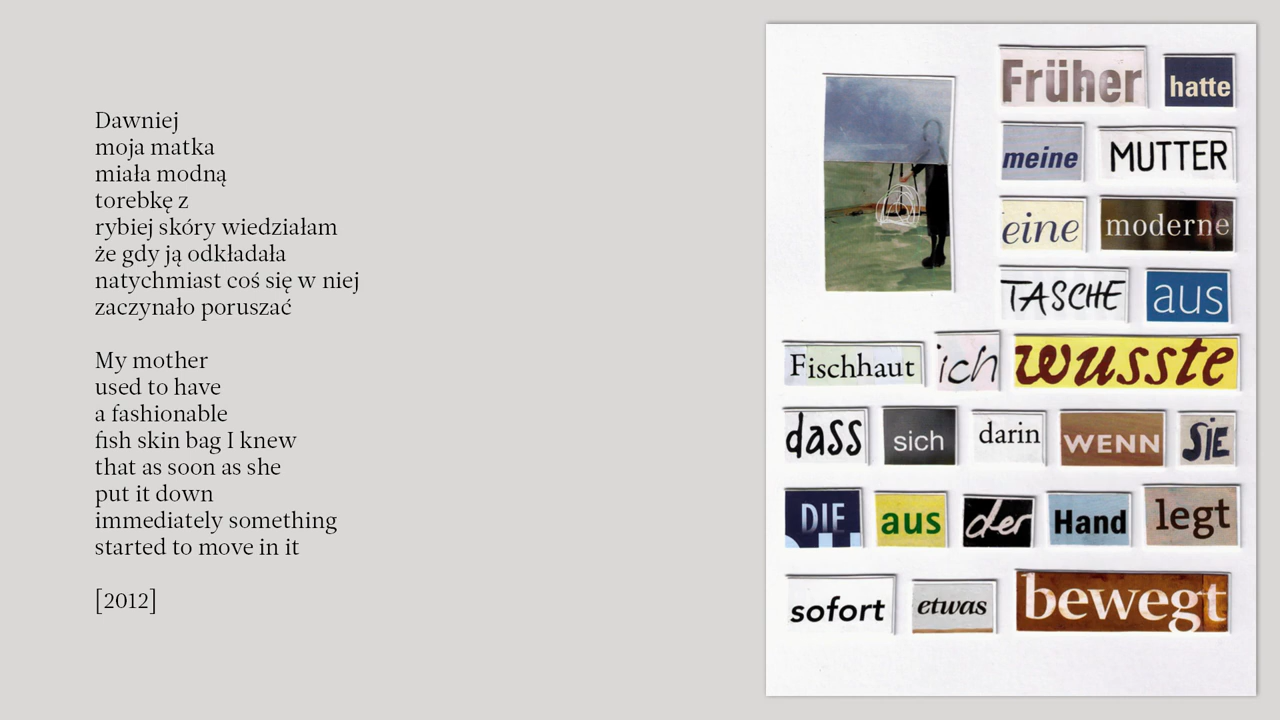 Dawniej
moja matka
miała modną
torebkę z
rybiej skóry wiedziałam
że gdy ją odkładała
natychmiast coś się w niej
zaczynało poruszać
My mother
used to have
a fashionable
fish skin bag I knew
that as soon as she
put it down
immediately something
started to move in it
[2012]
Früher hatte
meine MUTTER
eine moderne
TASCHE aus
Fischhaut ich wusste
dass sich darin WENN SiE
DIE aus der Hand legt
sofort etwas bewegt